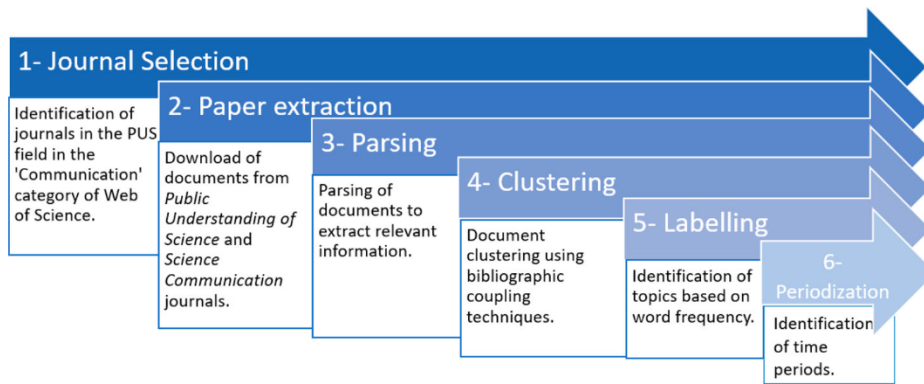 1- Journal Selection
Identification of
journals in the PUS
field in the
'Communication'
category of Web
of Science.
2- Paper extraction
Download of
documents from
Public
Understanding of
Science and
Science
Communication
journals.
3- Parsing
Parsing of
documents to
extract relevant
information.
4- Clustering
Document
clustering using
bibliographic
coupling
techniques.
5- Labelling
Identification of
topics based on
word frequency.
6-
Periodization
Identification
of time
periods.